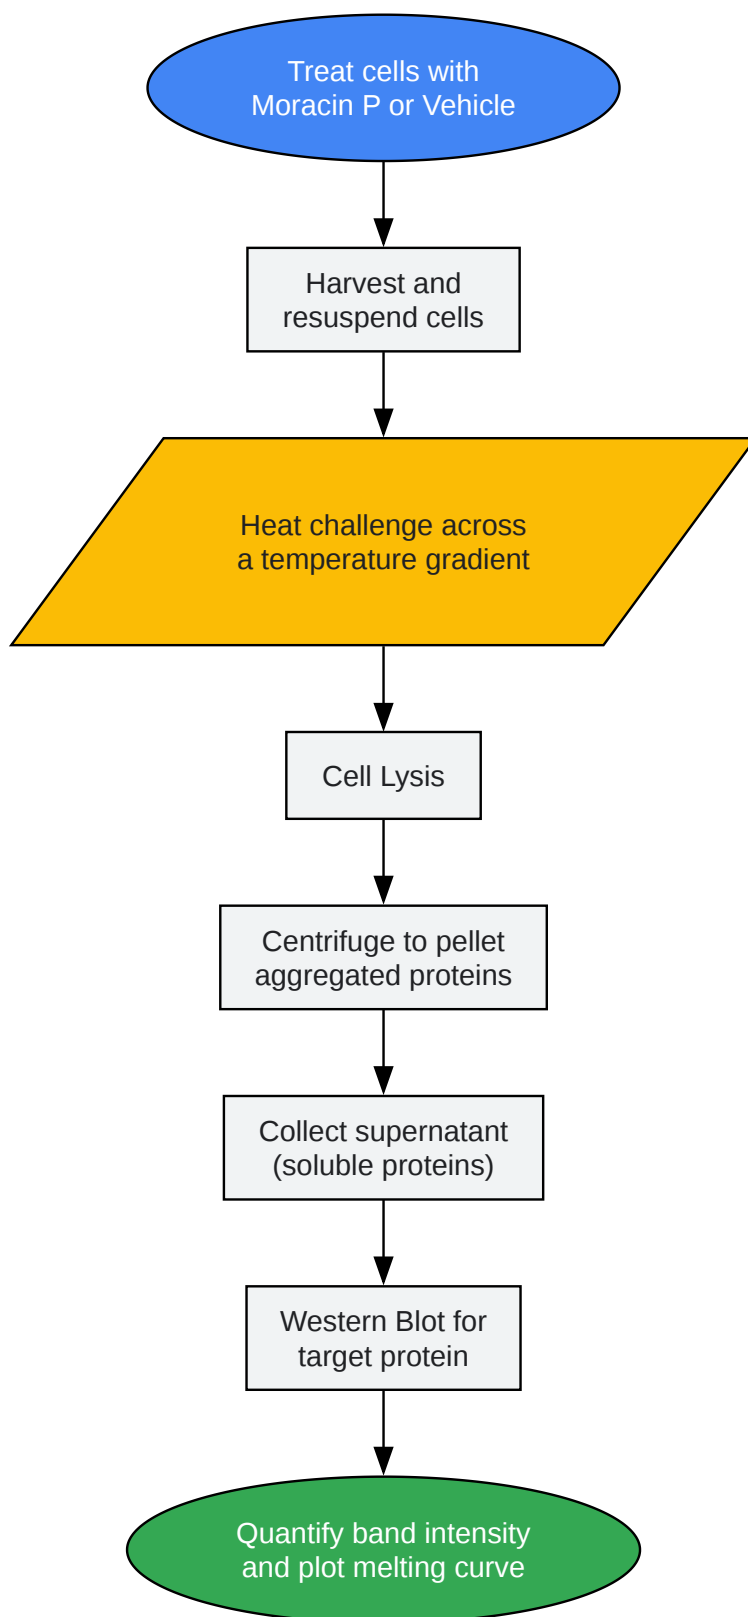 Treat cells with
Moracin P or Vehicle
Harvest and
resuspend cells
Heat challenge across
a temperature gradient
Cell Lysis
Centrifuge to pellet
aggregated proteins
Collect supernatant
(soluble proteins)
Western Blot for
target protein
Quantify band intensity
and plot melting curve